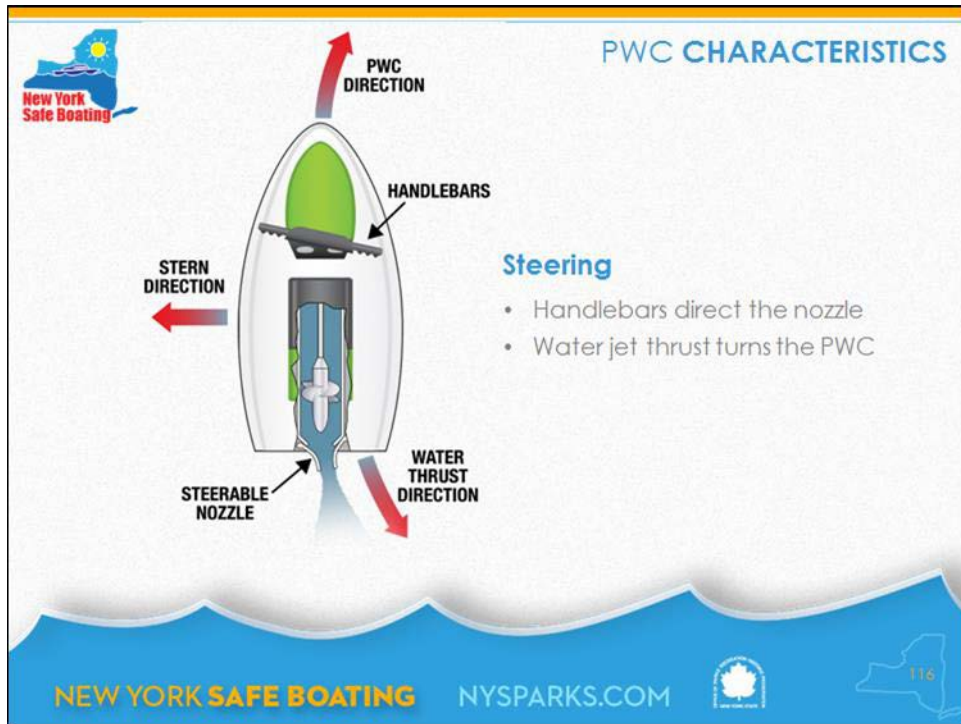 New York
Safe Boating
PWC CHARACTERISTICS
PWC
DIRECTION
HANDLEBARS
STERN
DIRECTION
Steering
• Handlebars direct the nozzle
• Water jet thrust turns the PWC
WATER
THRUST
DIRECTION
STEERABLE
NOZZLE
NEW YORK SAFE BOATING
NYSPARKS.COM
116